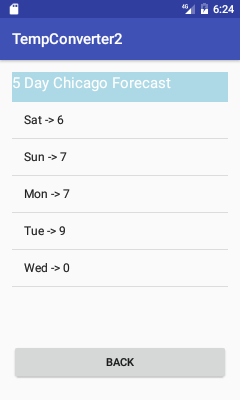 4G 6:24
TempConverter2
5 Day Chicago Forecast
Sat -> 6
Sun -> 7
Mon -> 7
Tue -> 9
Wed -> 0
BACK